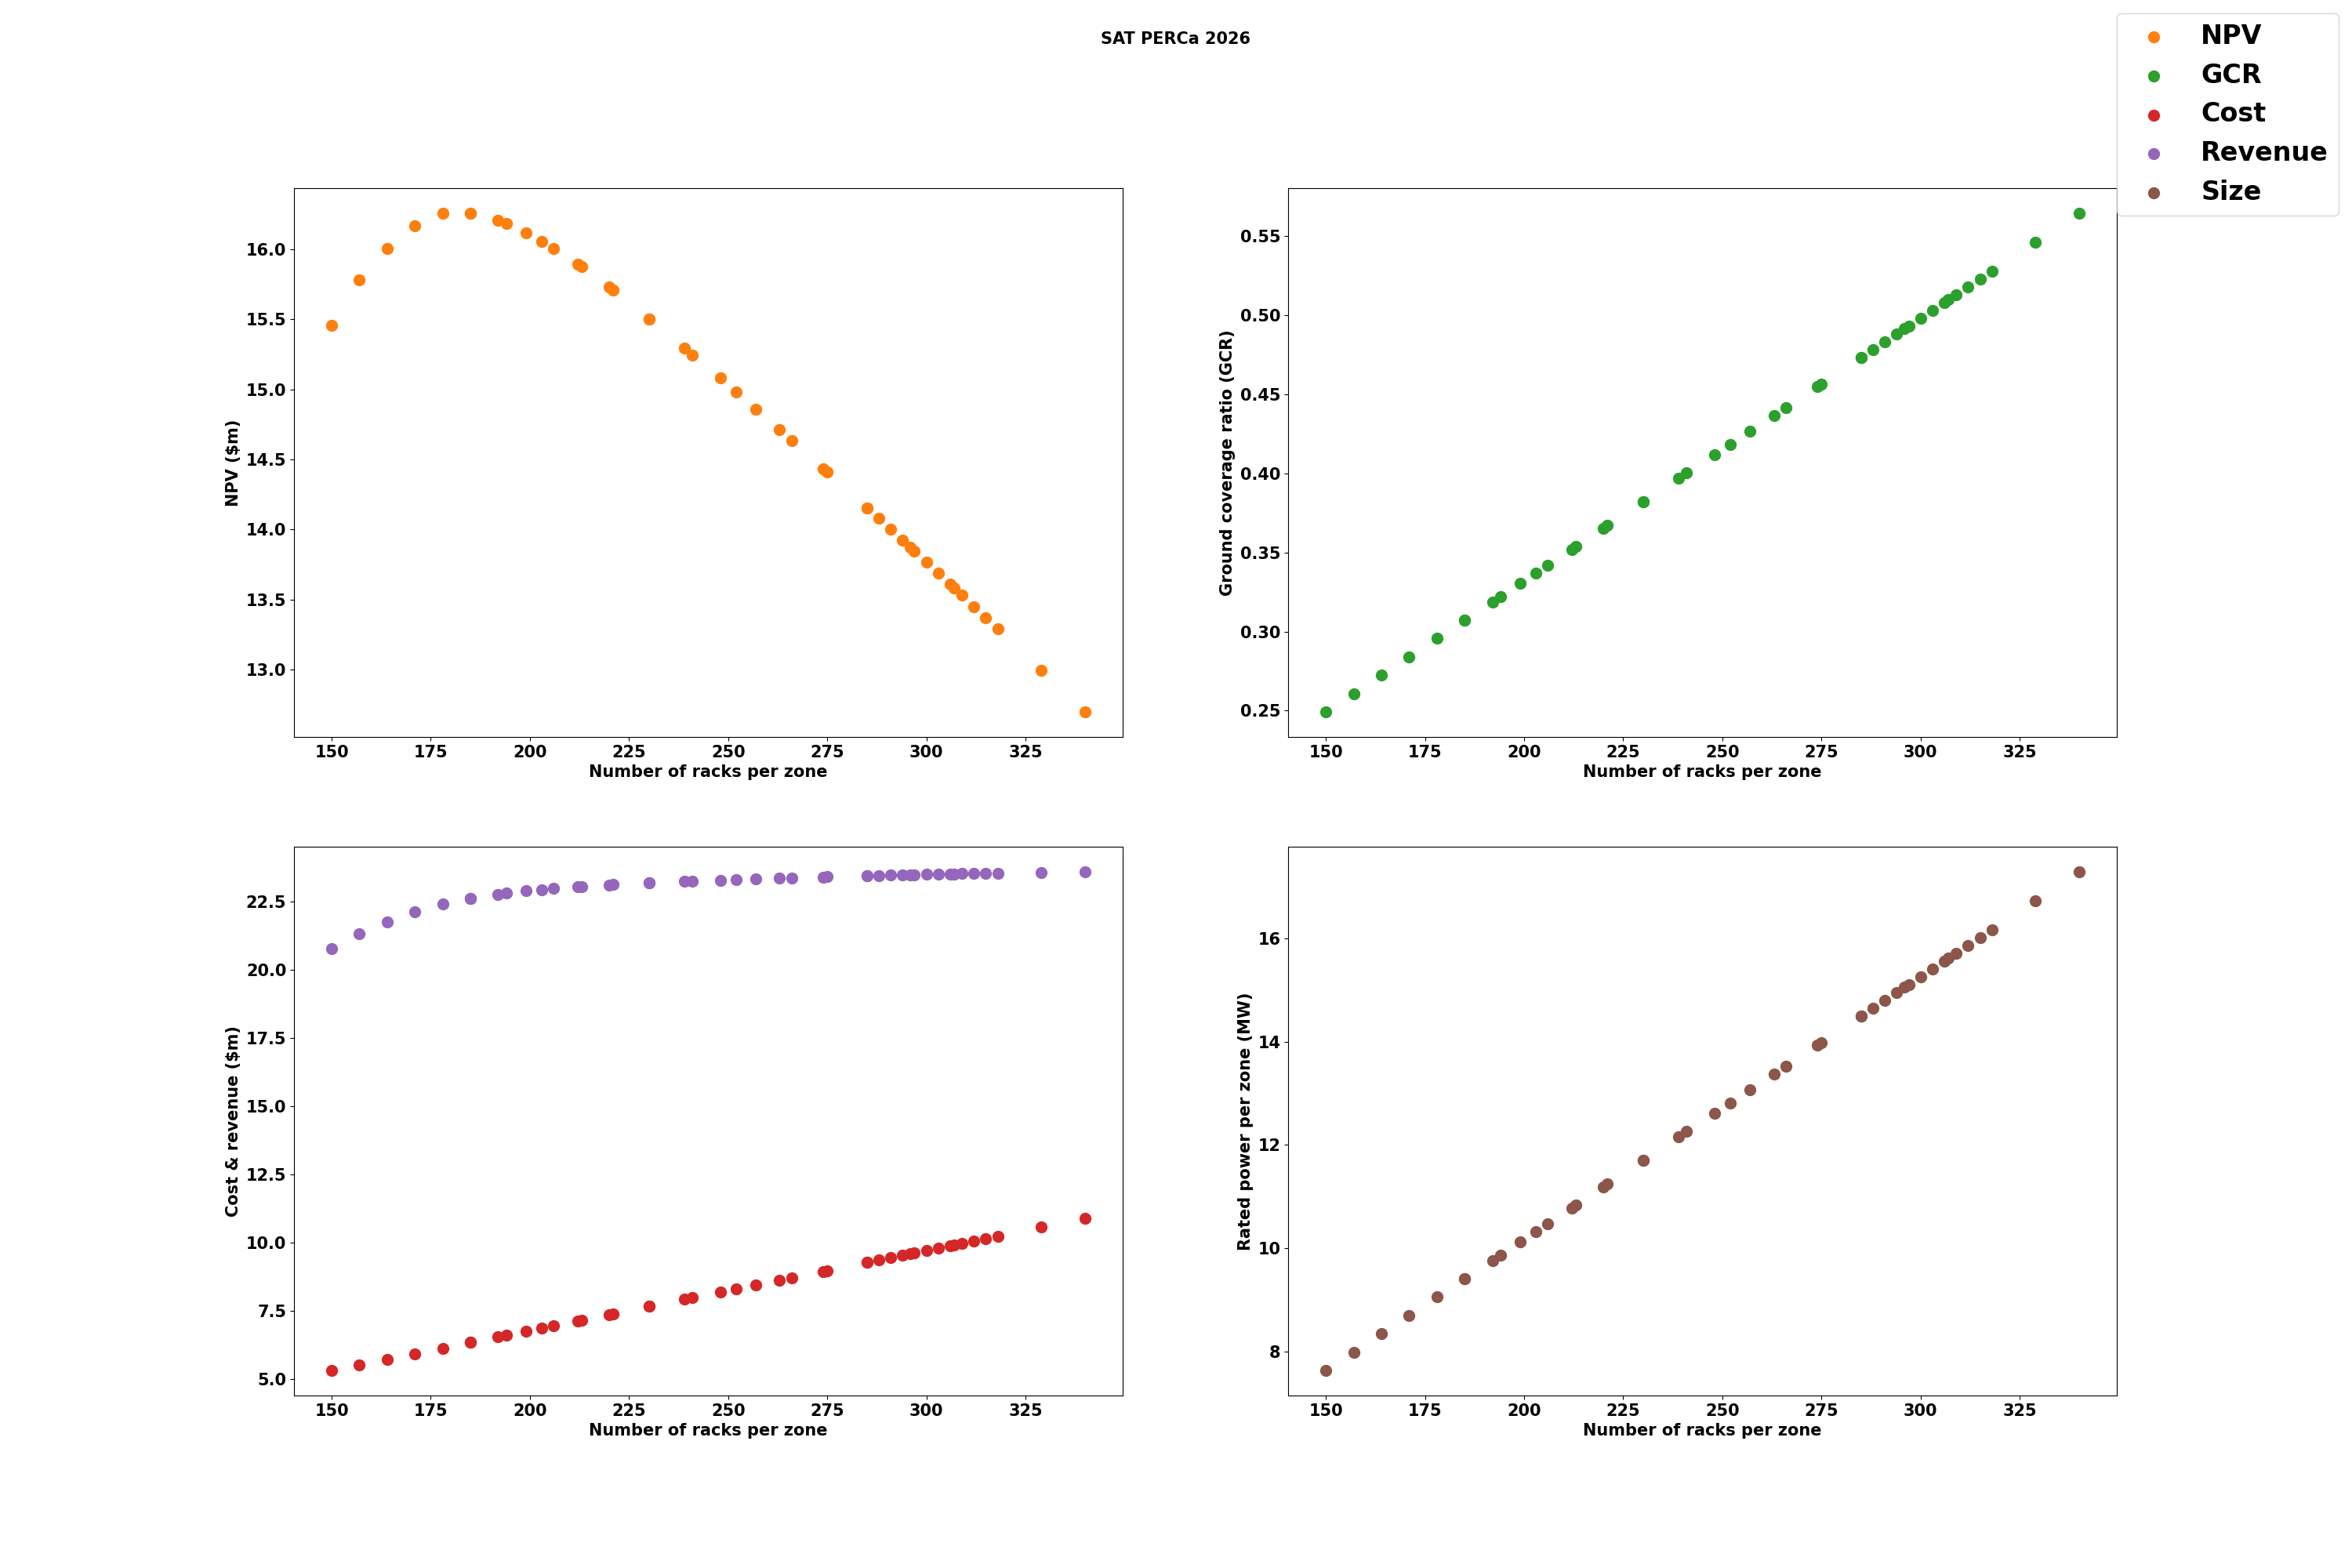 SAT PERCa 2026
NPV
GCR
Cost
Revenue
Size
NPV ($m)
16.0
15.5
15.0
14.5
14.0
13.5
13.0
150 175 200 225 250 275 300 325
Number of racks per zone
Ground coverage ratio (GCR)
0.55
0.50
0.45
0.40
0.35
0.30
0.25
150 175 200 225 250 275 300 325
Number of racks per zone
Cost & revenue ($m)
22.5
20.0
17.5
15.0
12.5
10.0
7.5
5.0
150 175 200 225 250 275 300 325
Number of racks per zone
Rated power per zone (MW)
16
14
12
10
8
150 175 200 225 250 275 300 325
Number of racks per zone